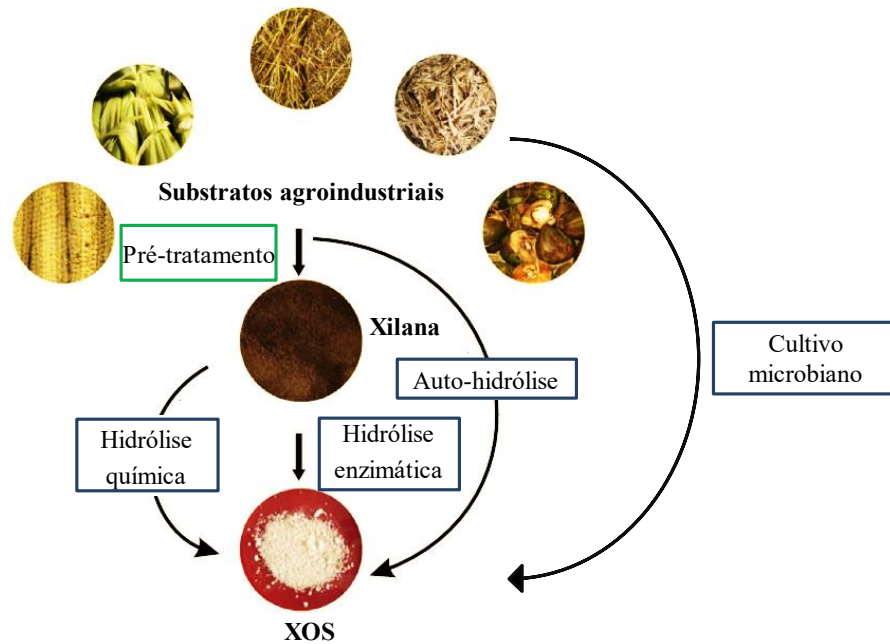 Substratos agroindustriais
Pré-tratamento
Xilana
Auto-hidrólise
Cultivo
microbiano
Hidrólise
química
Hidrólise
enzimática
XOS